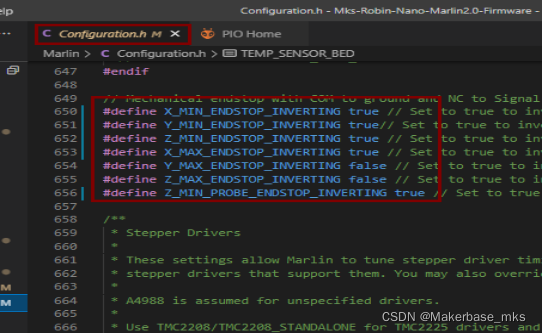 elp
Configuration.h - Mks-Robin-Nano-Marlin2.0-Firmware -
Configuration.h M X PIO Home
Marlin > Configuration.h > TEMP_SENSOR_BED
647 #endif
648
649 // Mechanical endstop with COM to ground and NC to Signal
650 #define X_MIN_ENDSTOP_INVERTING true // Set to true to in
651 #define Y_MIN_ENDSTOP_INVERTING true// Set to true to inve
652 #define Z_MIN_ENDSTOP_INVERTING true // Set to true to in
653 #define X_MAX_ENDSTOP_INVERTING true // Set to true to in
654 #define Y_MAX_ENDSTOP_INVERTING false // Set to true to i
655 #define Z_MAX_ENDSTOP_INVERTING false // Set to true to i
656 #define Z_MIN_PROBE_ENDSTOP_INVERTING true // Set to true
657
658 /**
659 * Stepper Drivers
660 *
661 * These settings allow Marlin to tune stepper driver timi
662 * stepper drivers that support them. You may also overri
663 *
664 * A4988 is assumed for unspecified drivers.
665 *
666 * Use TMC2208/TMC2208_STANDALONE for TMC2225 drivers and
M
M
CSDN @Makerbase_mks